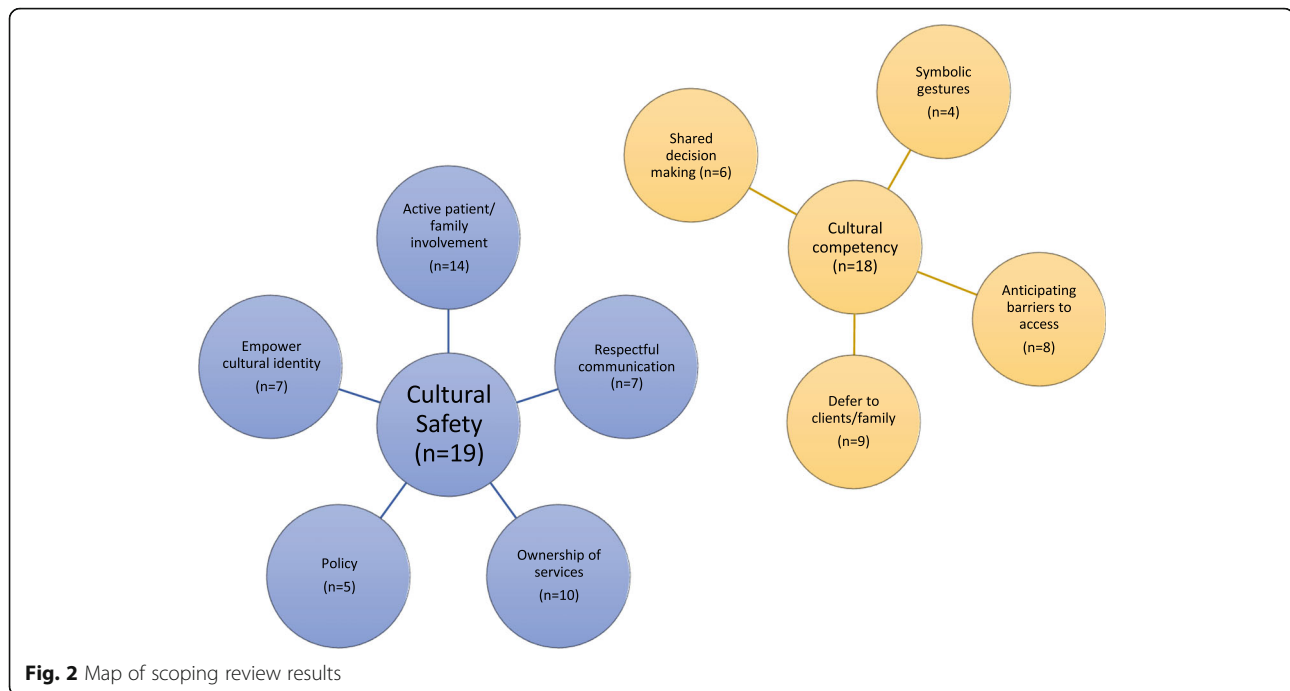 Symbolic
gestures
(n=4)
Shared
decision
making (n=6)
Cultural
competency
(n=18)
Anticipating
barriers to
access
(n=8)
Defer to
clients/family
(n=9)
Active patient/
family
involvement
(n=14)
Empower
cultural identity
(n=7)
Respectful
communication
(n=7)
Cultural
Safety
(n=19)
Policy
(n=5)
Ownership of
services
(n=10)
Fig. 2 Map of scoping review results